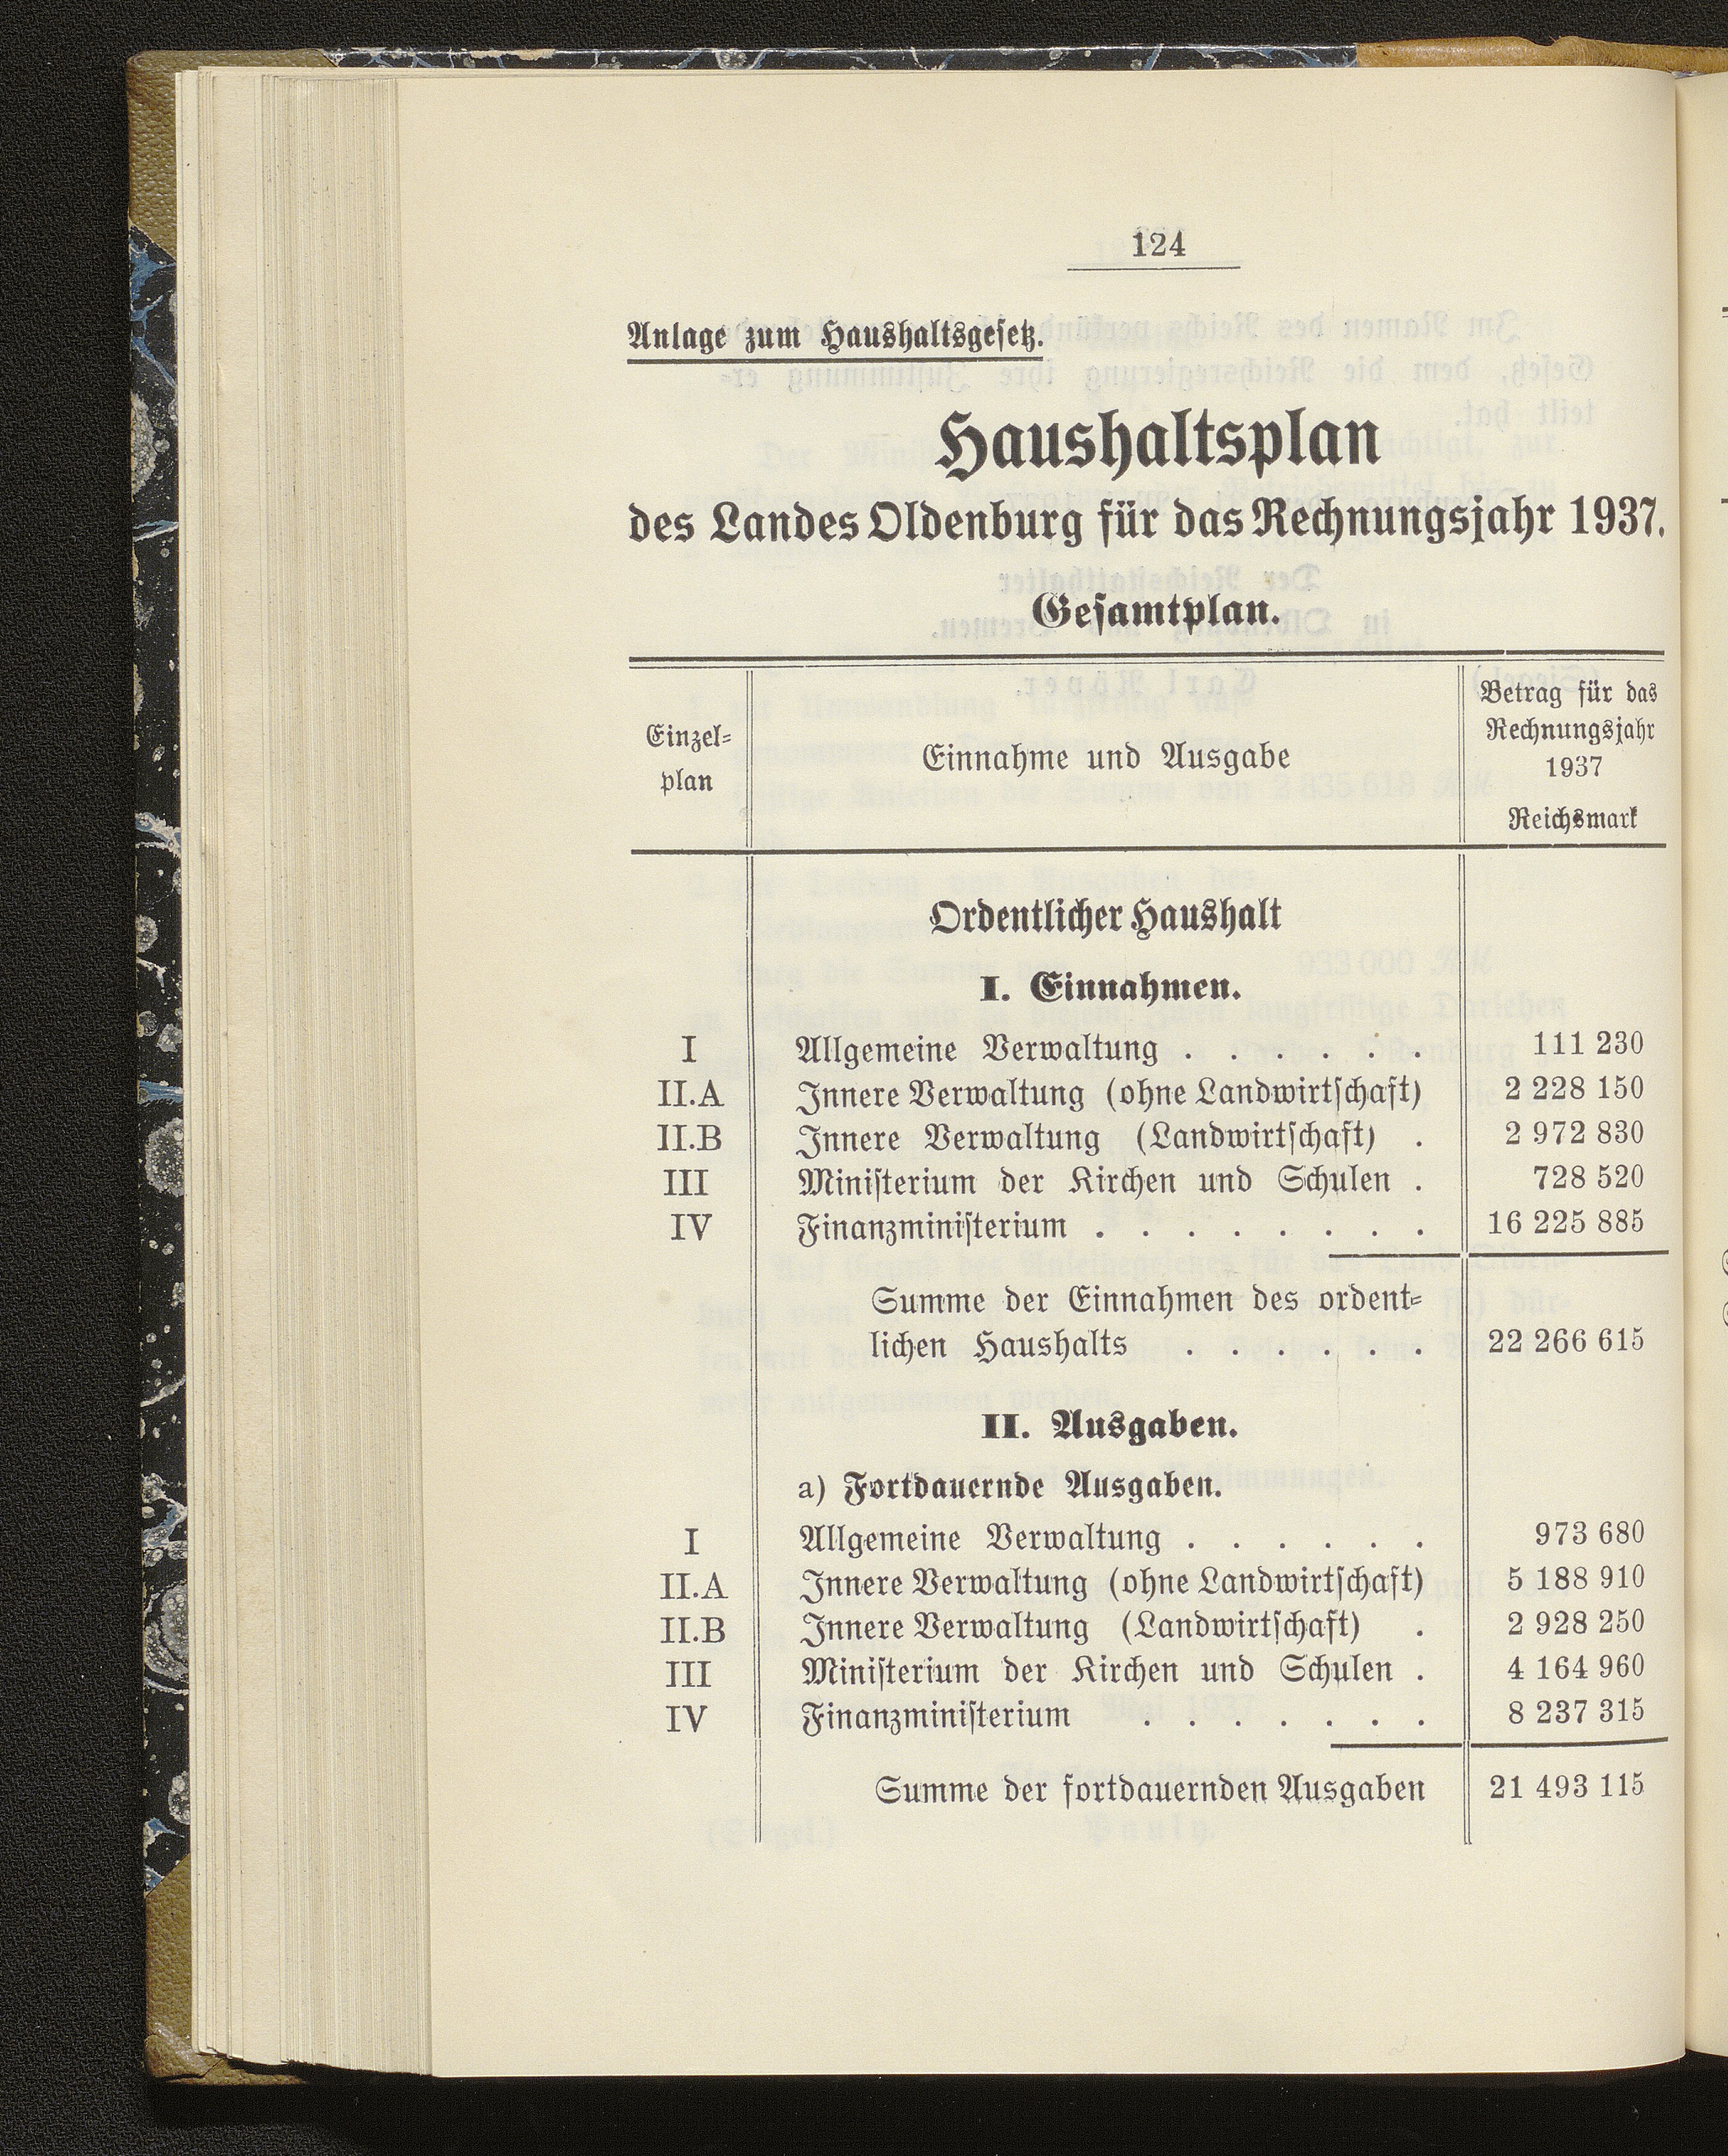 124
Anlage zum Haushaltsgesetz.
Haushaltsplan
des Landes Oldenburg für das Rechnungsjahr 1937.
Gesamtplan.
Einzel-
plan
Einnahme und Ausgabe
Betrag für das
Rechnungsjahr
1937
Reichsmark
Ordentlicher Haushalt
I. Einnahmen.
I Allgemeine Verwaltung . . . . . . 111 230
II.A Innere Verwaltung (ohne Landwirtschaft) 2 228 150
II.B Innere Verwaltung (Landwirtschaft) . 2 972 830
III Ministerium der Kirchen und Schulen . 728 520
IV Finanzministerium . . . . . . . . 16 225 885
Summe der Einnahmen des ordent-
lichen Haushalts . . . . . . 22 266 615
II. Ausgaben.
a) Fortdauernde Ausgaben.
I Allgemeine Verwaltung . . . . . . 973 680
II.A Innere Verwaltung (ohne Landwirtschaft) 5 188 910
II.B Innere Verwaltung (Landwirtschaft) . 2 928 250
III Ministerium der Kirchen und Schulen . 4 164 960
IV Finanzministerium . . . . . . . 8 237 315
Summe der fortdauernden Ausgaben 21 493 115